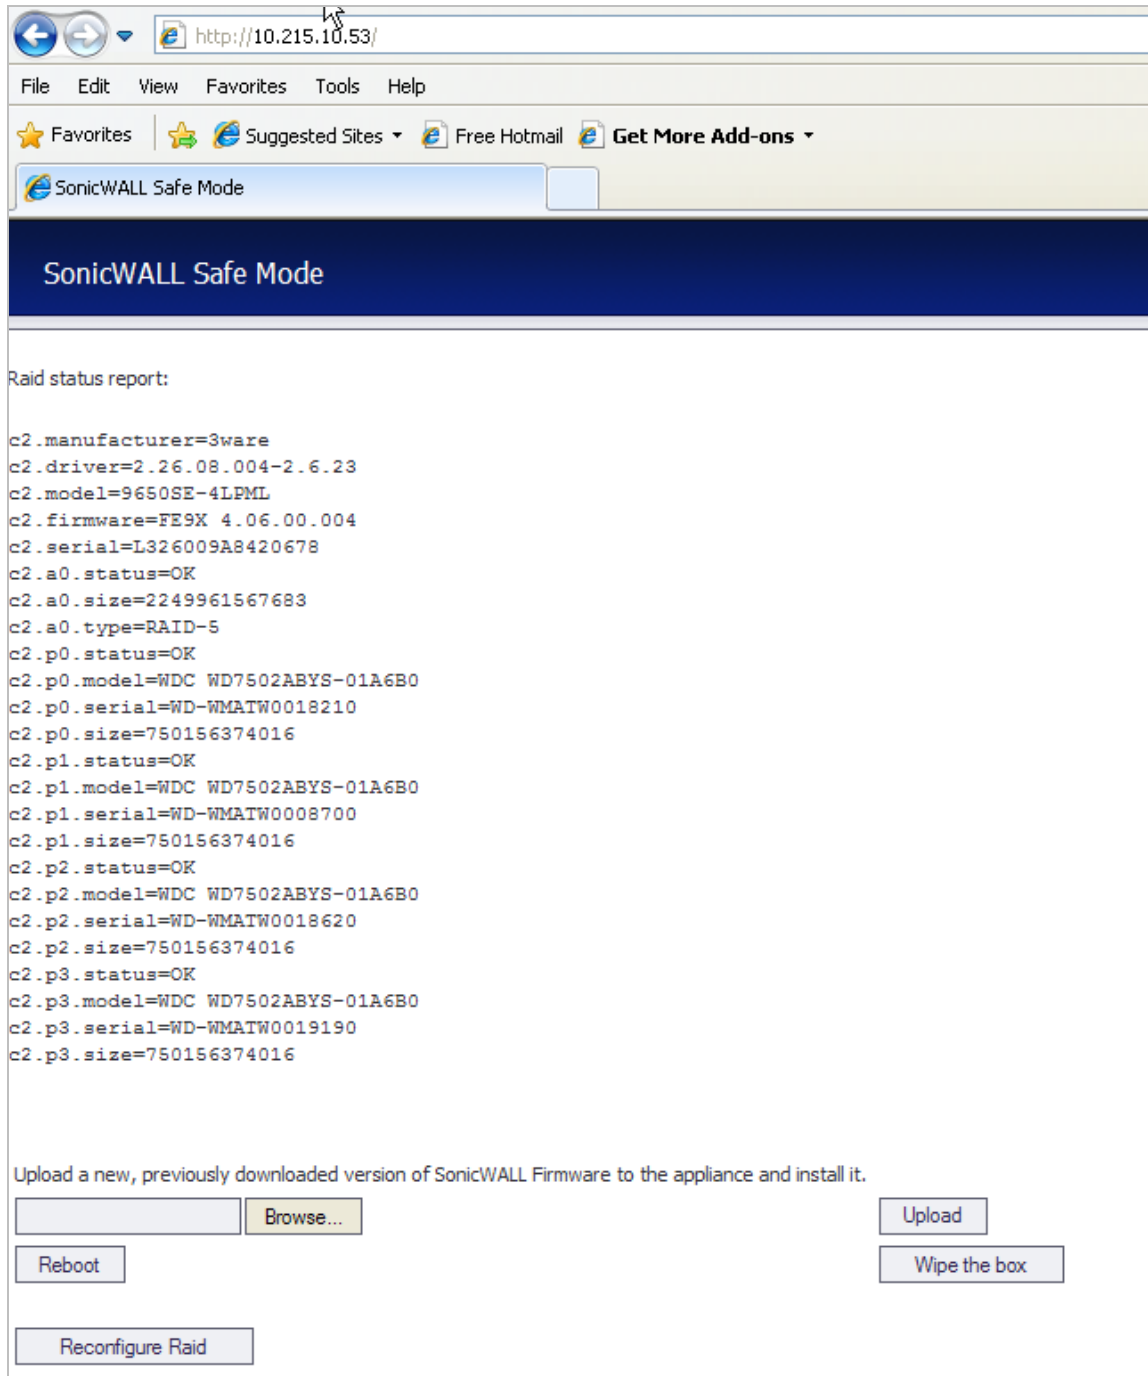 http://10.215.10.53/
File Edit View Favorites Tools Help
Favorites Suggested Sites Free Hotmail Get More Add-ons
SonicWALL Safe Mode
SonicWALL Safe Mode
Raid status report:
c2.manufacturer=3ware
c2.driver=2.26.08.004-2.6.23
c2.model=9650SE-4LPML
c2.firmware=FE9X 4.06.00.004
c2.serial=L326009A8420678
c2.a0.status=OK
c2.a0.size=2249961567683
c2.a0.type=RAID-5
c2.p0.status=OK
c2.p0.model=WDC WD7502ABYS-01A6B0
c2.p0.serial=WD-WMATW0018210
c2.p0.size=750156374016
c2.p1.status=OK
c2.p1.model=WDC WD7502ABYS-01A6B0
c2.p1.serial=WD-WMATW0008700
c2.p1.size=750156374016
c2.p2.status=OK
c2.p2.model=WDC WD7502ABYS-01A6B0
c2.p2.serial=WD-WMATW0018620
c2.p2.size=750156374016
c2.p3.status=OK
c2.p3.model=WDC WD7502ABYS-01A6B0
c2.p3.serial=WD-WMATW0019190
c2.p3.size=750156374016
Upload a new, previously downloaded version of SonicWALL Firmware to the appliance and install it.
Browse... Upload
Reboot Wipe the box
Reconfigure Raid